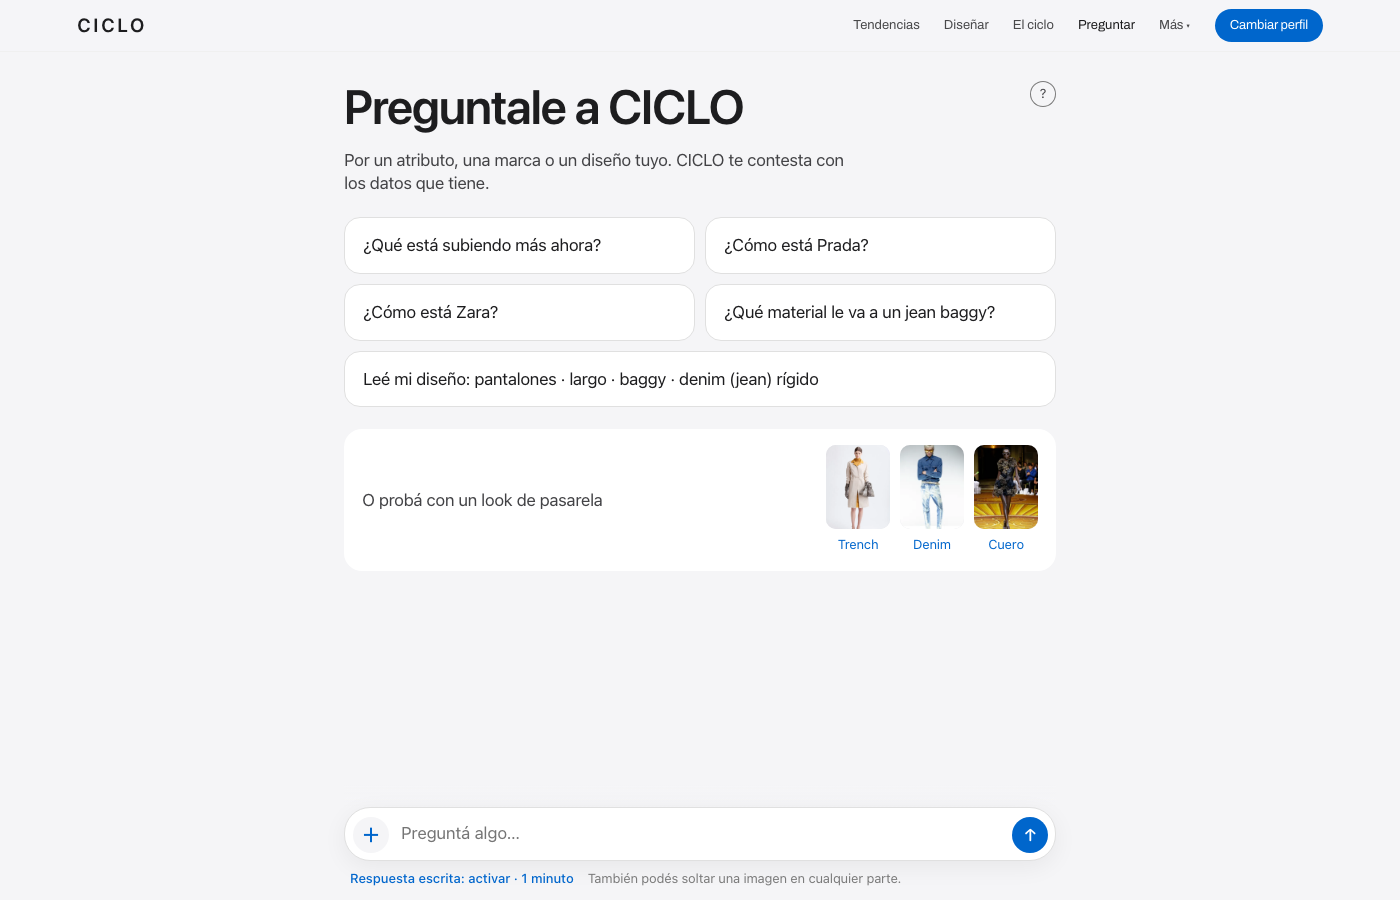 CICLO
Tendencias
Diseñar
El ciclo
Preguntar
Más ▾
Cambiar perfil
Preguntale a CICLO
?
Por un atributo, una marca o un diseño tuyo. CICLO te contesta con
los datos que tiene.
¿Qué está subiendo más ahora?
¿Cómo está Prada?
¿Cómo está Zara?
¿Qué material le va a un jean baggy?
Leé mi diseño: pantalones · largo · baggy · denim (jean) rígido
O probá con un look de pasarela
Trench
Denim
Cuero
Preguntá algo...
Respuesta escrita: activar · 1 minuto
También podés soltar una imagen en cualquier parte.